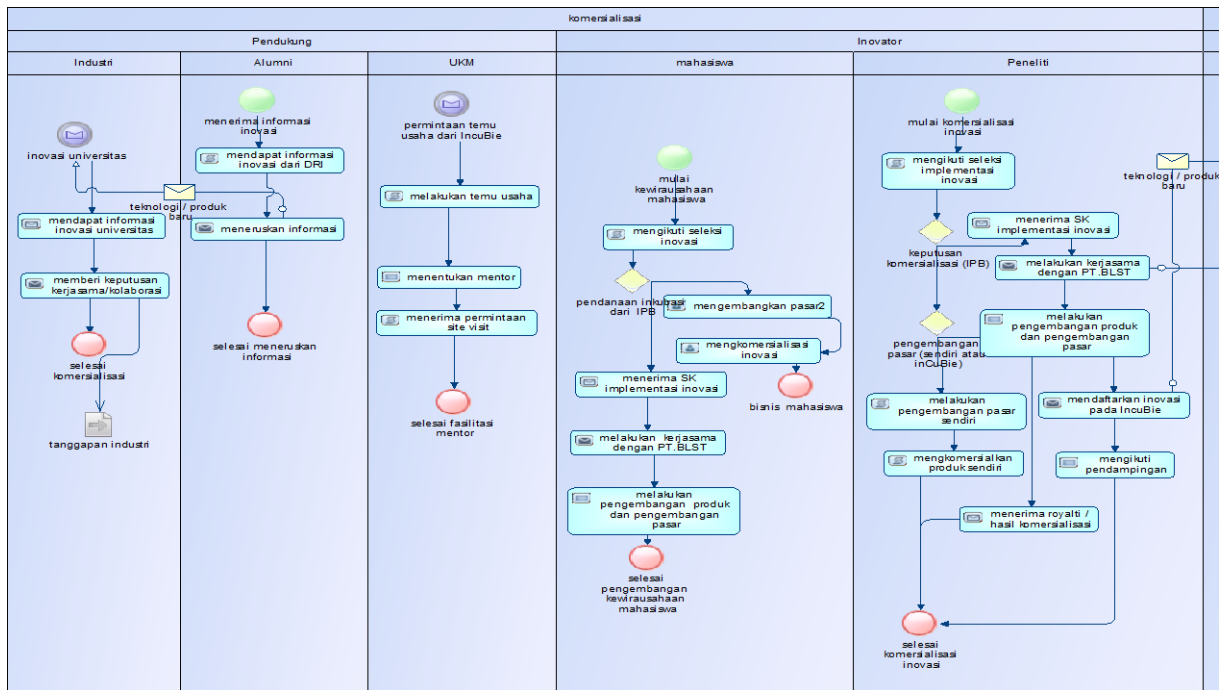 komersialisasi
Pendukung
Inovator
Industri
Alumni
UKM
mahasiswa
Peneliti
inovasi universitas
teknologi / produk
baru
mendapat informasi
inovasi universitas
memberi keputusan
kerjasama/kolaborasi
selesai
komersialisasi
tanggapan industri
menerima informasi
inovasi
mendapat informasi
inovasi dari DRI
meneruskan informasi
selesai meneruskan
informasi
permintaan temu
usaha dari IncuBie
melakukan temu usaha
menentukan mentor
menerima permintaan
site visit
selesai fasilitasi
mentor
mulai
kewirausahaan
mahasiswa
mengikuti seleksi
inovasi
pendanaan inkubasi
dari IPB
mengembangkan pasar2
mengkomersialisasi
inovasi
bisnis mahasiswa
menerima SK
implementasi inovasi
melakukan kerjasama
dengan PT.BLST
melakukan
pengembangan produk
dan pengembangan
pasar
selesai
pengembangan
kewirausahaan
mahasiswa
mulai komersialisasi
inovasi
mengikuti seleksi
implementasi
inovasi
teknologi / produk
baru
keputusan
komersialisasi (IPB)
menerima SK
implementasi inovasi
melakukan kerjasama
dengan PT.BLST
melakukan
pengembangan produk
dan pengembangan
pasar
pengembangan
pasar (sendiri atau
inCuBie)
melakukan
pengembangan pasar
sendiri
mendaftarkan inovasi
pada IncuBie
mengkomersialkan
produk sendiri
mengikuti
pendampingan
menerima royalti /
hasil komersialisasi
selesai
komersialisasi
inovasi